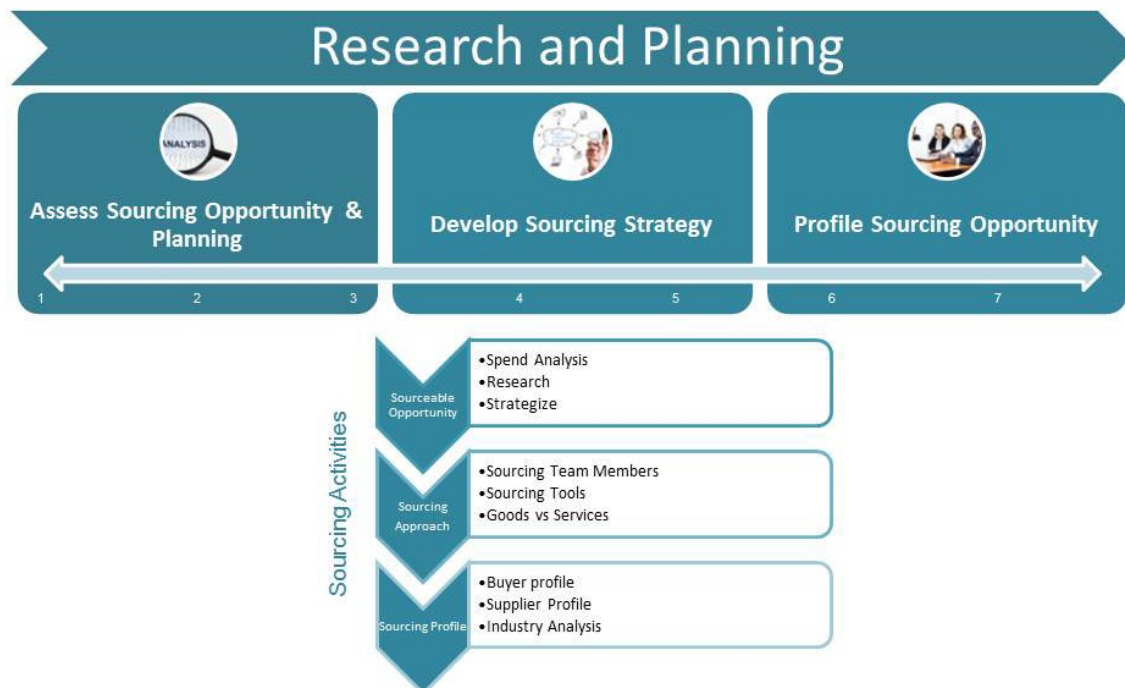 Research and Planning
ANALYSIS
Assess Sourcing Opportunity &
Planning
Develop Sourcing Strategy
Profile Sourcing Opportunity
1 2 3 4 5 6 7
Sourcing Activities
Sourceable
Opportunity
•Spend Analysis
•Research
•Strategize
Sourcing
Approach
•Sourcing Team Members
•Sourcing Tools
•Goods vs Services
Sourcing Profile
•Buyer profile
•Supplier Profile
•Industry Analysis